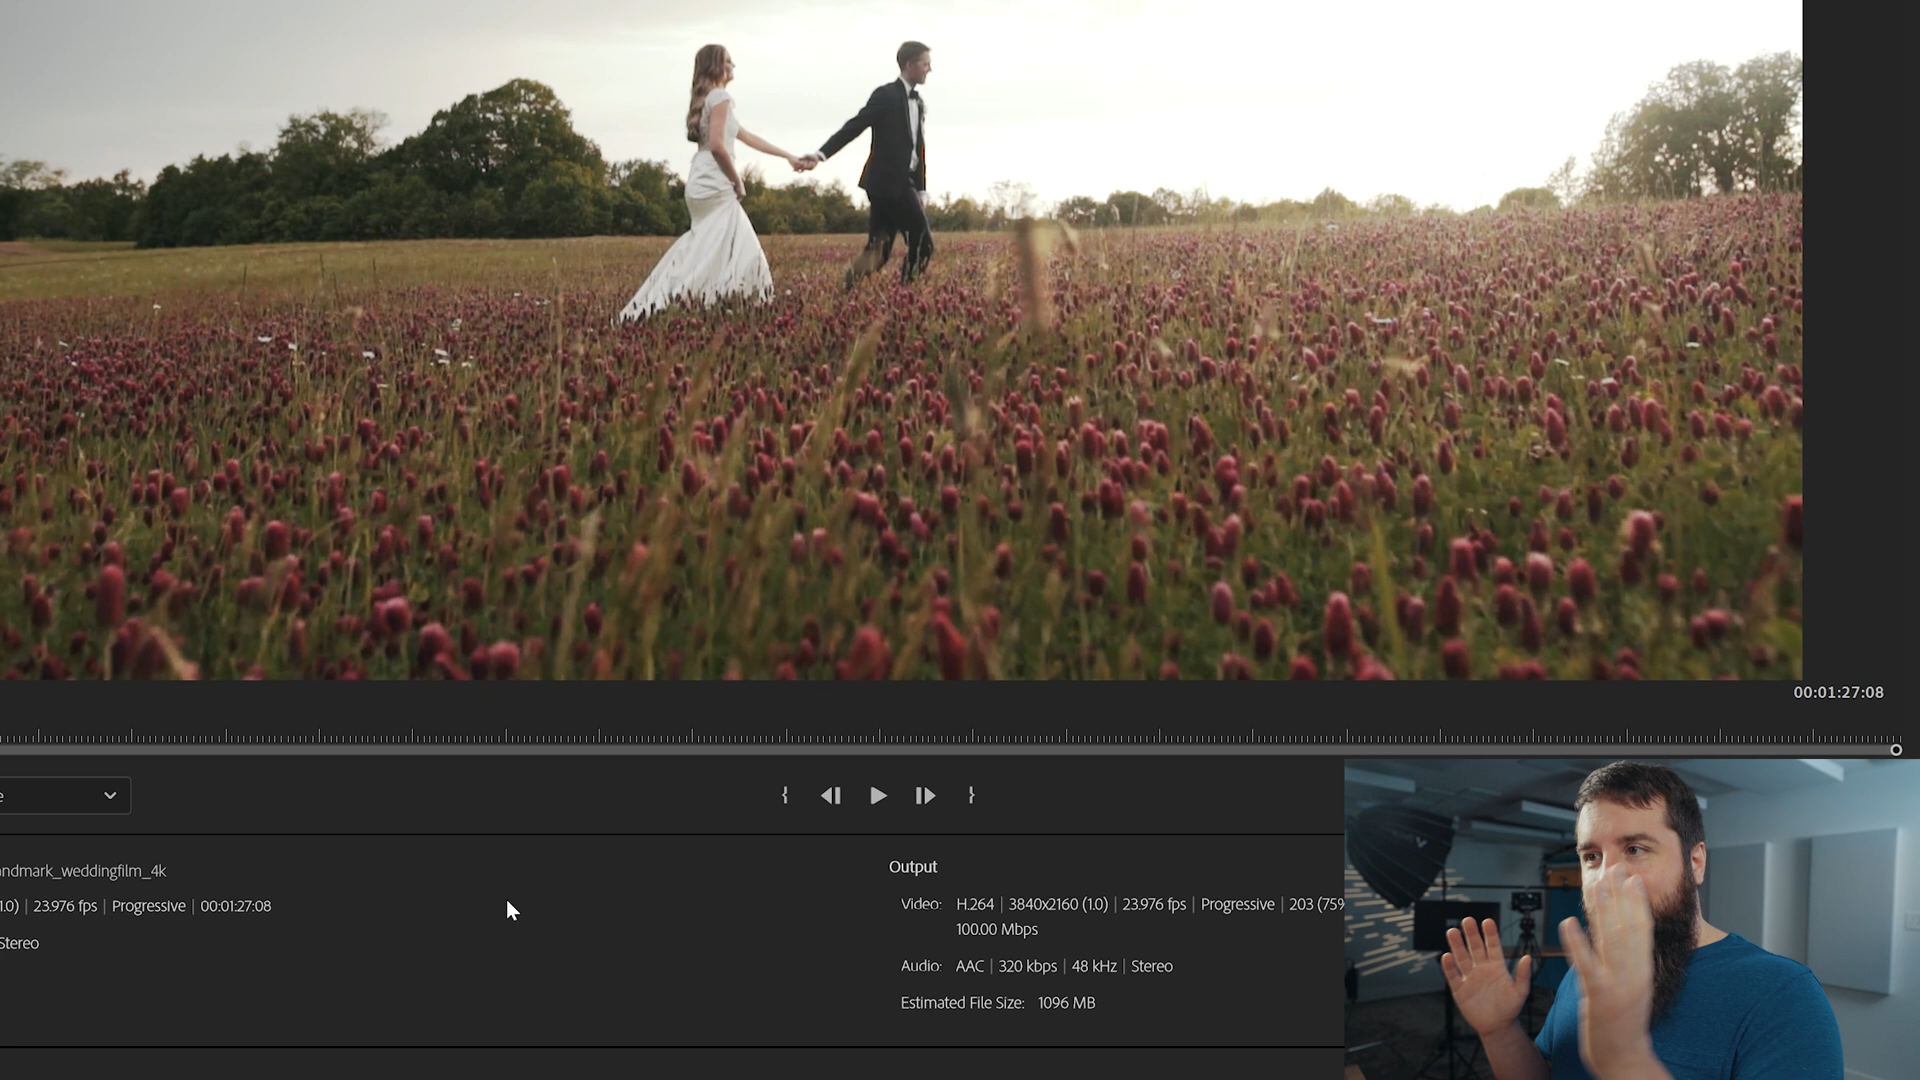 00:01:27:08
e
andmark_weddingfilm_4k
1.0) | 23.976 fps | Progressive | 00:01:27:08
Stereo
Output
Video: H.264 | 3840x2160 (1.0) | 23.976 fps | Progressive | 203 (75%
100.00 Mbps
Audio: AAC | 320 kbps | 48 kHz | Stereo
Estimated File Size: 1096 MB